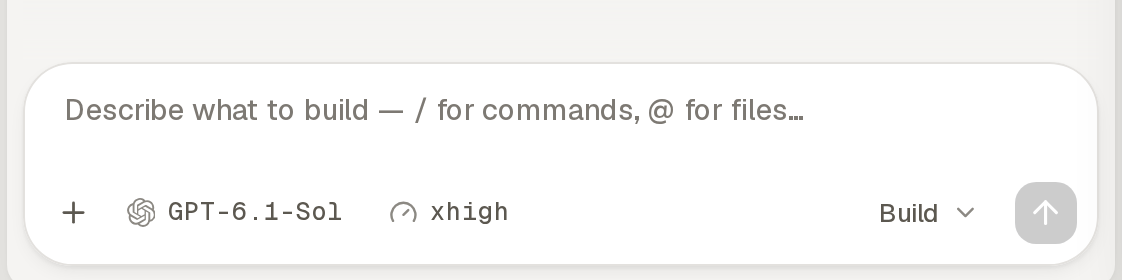 Describe what to build — / for commands, @ for files…
GPT-6.1-Sol xhigh Build